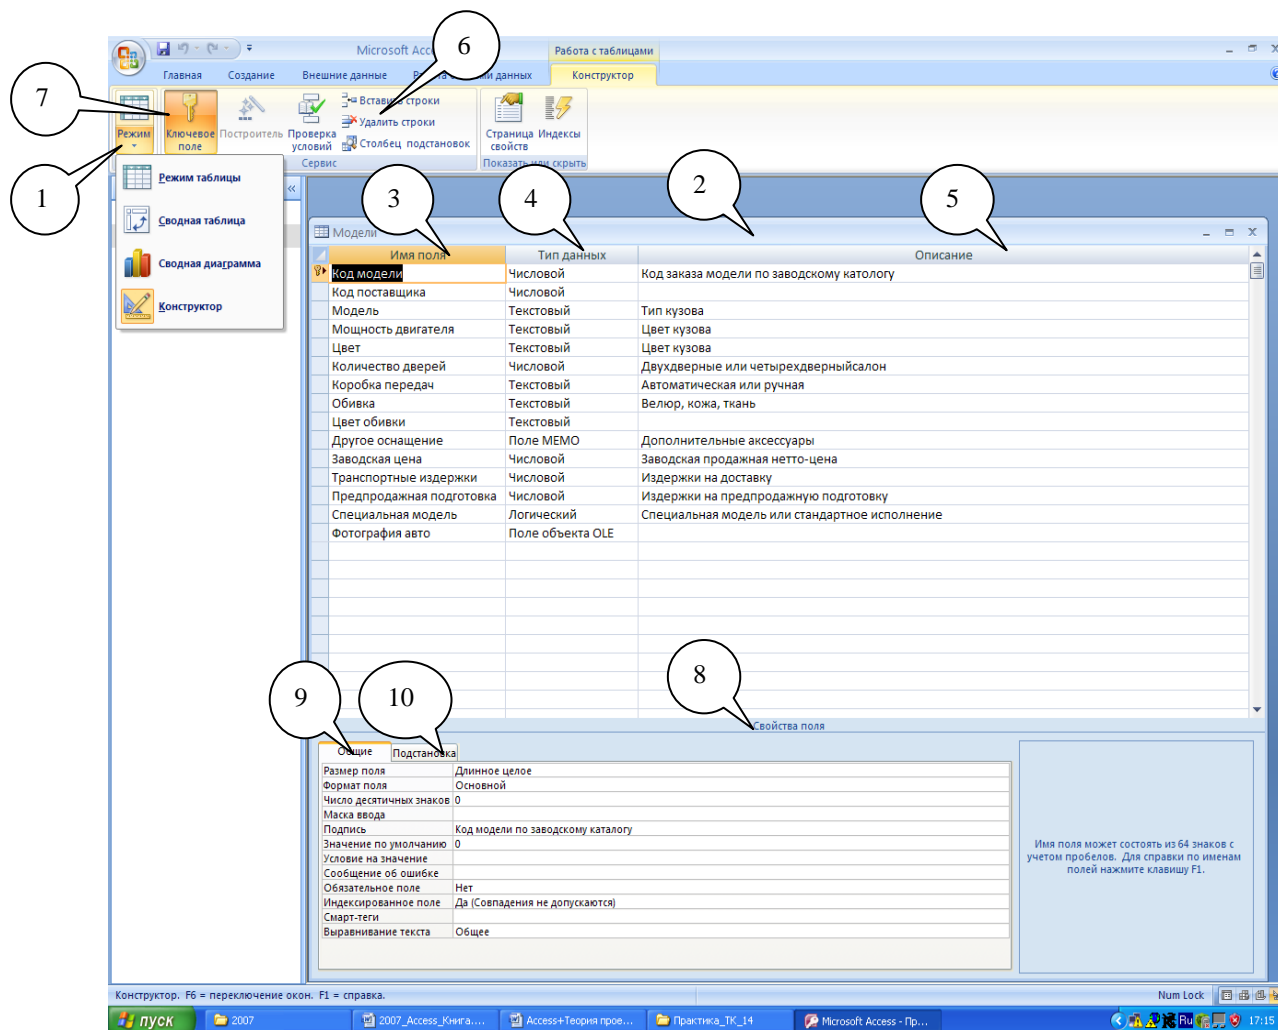 6
Microsoft Acc
Работа с таблицами
Главная Создание Внешние данные данных Конструктор
7
Режим
Ключевое поле
Построитель
Проверка условий
Вставить строки
Удалить строки
Столбец подстановок
Страница свойств
Индексы
Сервис
Показать или скрыть
1
3
4
2
5
Режим таблицы
Сводная таблица
Сводная диаграмма
Конструктор
«
Модели
Имя поля Тип данных Описание
Код модели Числовой Код заказа модели по заводскому катологу
Код поставщика Числовой
Модель Текстовый Тип кузова
Мощность двигателя Текстовый Цвет кузова
Цвет Текстовый Цвет кузова
Количество дверей Числовой Двухдверные или четырехдверныйсалон
Коробка передач Текстовый Автоматическая или ручная
Обивка Текстовый Велюр, кожа, ткань
Цвет обивки Текстовый
Другое оснащение Поле МЕМО Дополнительные аксессуары
Заводская цена Числовой Заводская продажная нетто-цена
Транспортные издержки Числовой Издержки на доставку
Предпродажная подготовка Числовой Издержки на предпродажную подготовку
Специальная модель Логический Специальная модель или стандартное исполнение
Фотография авто Поле объекта OLE
9
10
8
Свойства поля
Общие Подстановка
Размер поля Длинное целое
Формат поля Основной
Число десятичных знаков 0
Маска ввода
Подпись Код модели по заводскому каталогу
Значение по умолчанию 0
Условие на значение
Сообщение об ошибке
Обязательное поле Нет
Индексированное поле Да (Совпадения не допускаются)
Смарт-теги
Выравнивание текста Общее
Имя поля может состоять из 64 знаков с
учетом пробелов. Для справки по именам
полей нажмите клавишу F1.
Конструктор. F6 = переключение окон. F1 = справка. Num Lock
пуск 2007 2007_Access_Книга.... Access+Теория прое... Практика_ТК_14 Microsoft Access - Пр... Ru 17:15